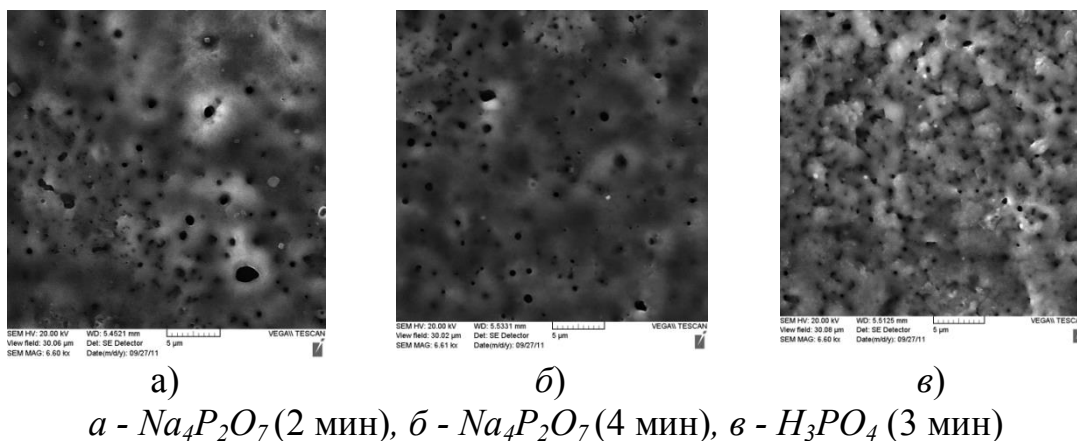 SEM HV: 20.00 kV WD: 5.4521 mm VEGA\\ TESCAN
View field: 30.06 µm Det: SE Detector 5 µm
SEM MAG: 6.60 kx Date(m/d/y): 09/27/11
SEM HV: 20.00 kV WD: 5.5331 mm VEGA\\ TESCAN
View field: 30.02 µm Det: SE Detector 5 µm
SEM MAG: 6.61 kx Date(m/d/y): 09/27/11
SEM HV: 20.00 kV WD: 5.5125 mm VEGA\\ TESCAN
View field: 30.08 µm Det: SE Detector 5 µm
SEM MAG: 6.60 kx Date(m/d/y): 09/27/11
а) б) в)
а - Na₄P₂O₇ (2 мин), б - Na₄P₂O₇ (4 мин), в - H₃PO₄ (3 мин)